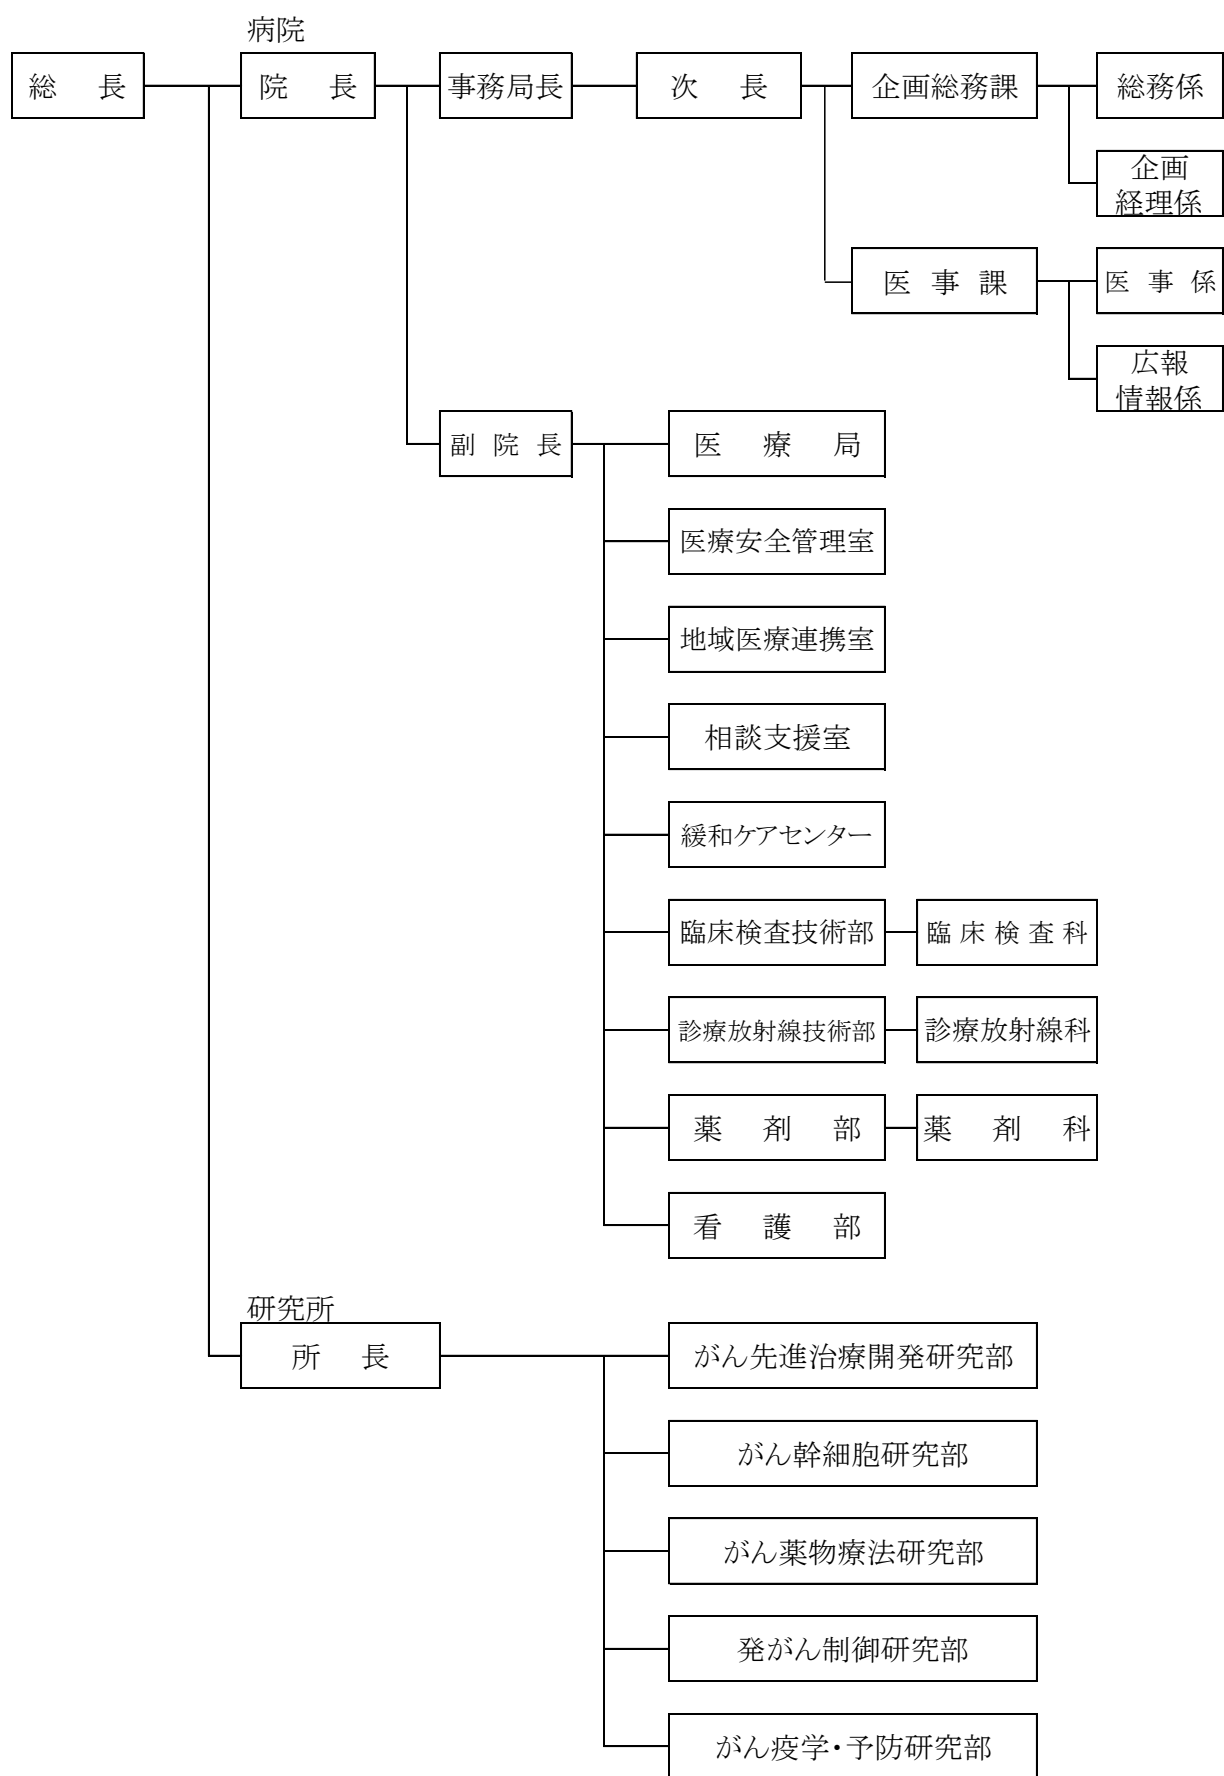 病院
総長
院長
事務局長
次長
企画総務課
総務係
企画
経理係
医事課
医事係
広報
情報係
副院長
医療局
医療安全管理室
地域医療連携室
相談支援室
緩和ケアセンター
臨床検査技術部
臨床検査科
診療放射線技術部
診療放射線科
薬剤部
薬剤科
看護部
研究所
所長
がん先進治療開発研究部
がん幹細胞研究部
がん薬物療法研究部
発がん制御研究部
がん疫学・予防研究部